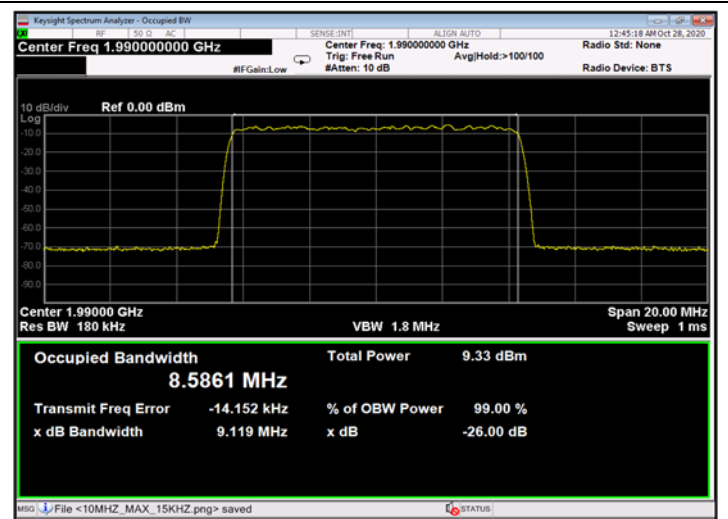 Keysight Spectrum Analyzer - Occupied BW
RF 50 Ω AC SENSE:INT ALIGN AUTO 12:45:18 AM Oct 28, 2020
Center Freq 1.990000000 GHz Center Freq: 1.990000000 GHz Radio Std: None
Trig: Free Run Avg|Hold:>100/100
#IFGain:Low #Atten: 10 dB Radio Device: BTS
10 dB/div Ref 0.00 dBm
Log
-10.0
-20.0
-30.0
-40.0
-50.0
-60.0
-70.0
-80.0
-90.0
Center 1.99000 GHz Span 20.00 MHz
Res BW 180 kHz VBW 1.8 MHz Sweep 1 ms
Occupied Bandwidth Total Power 9.33 dBm
8.5861 MHz
Transmit Freq Error -14.152 kHz % of OBW Power 99.00 %
x dB Bandwidth 9.119 MHz x dB -26.00 dB
MSG File <10MHZ_MAX_15KHZ.png> saved STATUS